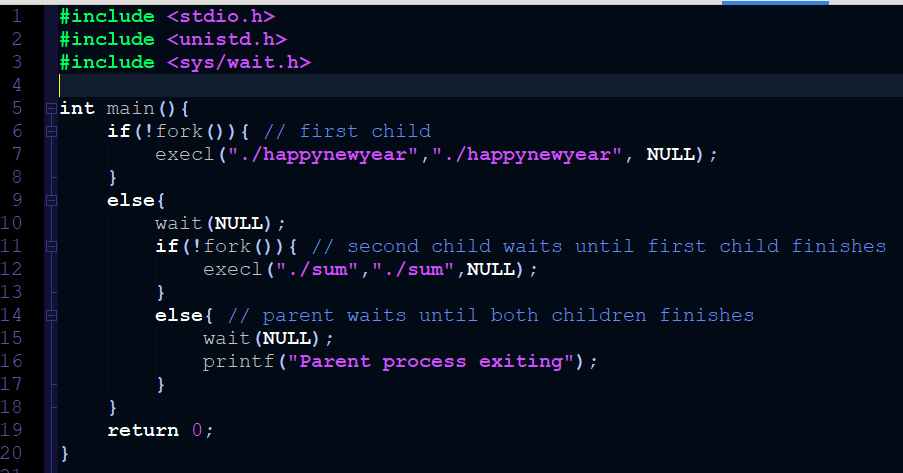 1 #include <stdio.h>
2 #include <unistd.h>
3 #include <sys/wait.h>
4
5 int main(){
6     if(!fork()){ // first child
7         execl("./happynewyear","./happynewyear", NULL);
8     }
9     else{
10         wait(NULL);
11         if(!fork()){ // second child waits until first child finishes
12             execl("./sum","./sum",NULL);
13         }
14         else{ // parent waits until both children finishes
15             wait(NULL);
16             printf("Parent process exiting");
17         }
18     }
19     return 0;
20 }